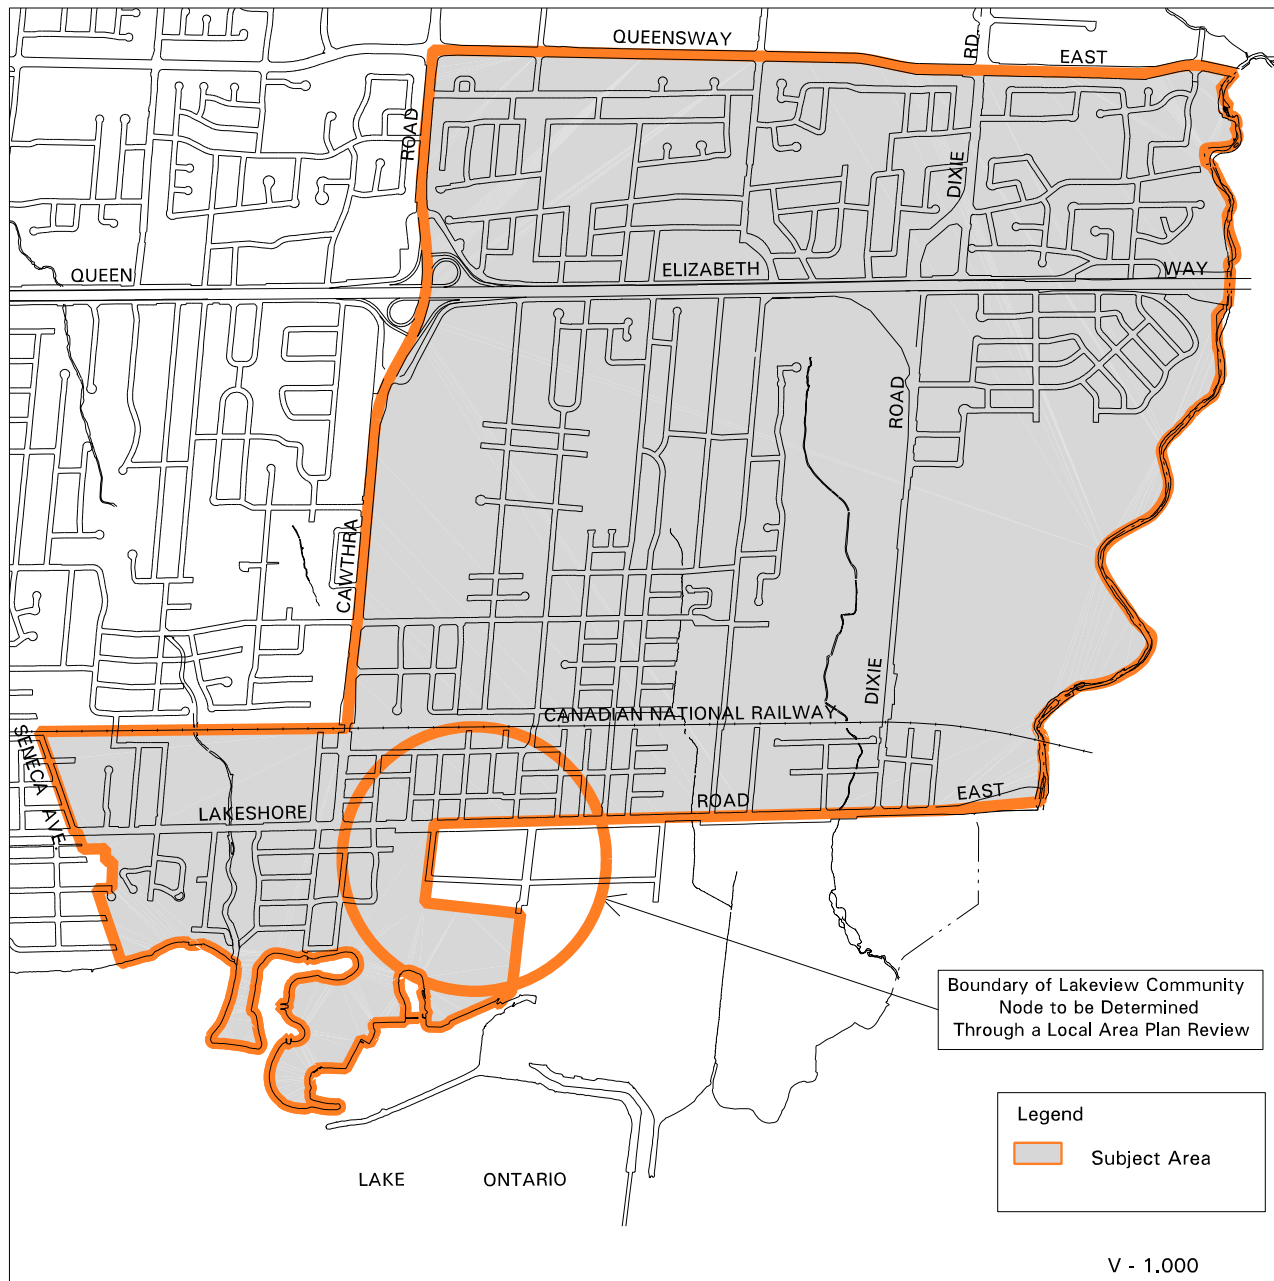 QUEENSWAY
RD.
EAST
ROAD
DIXIE
QUEEN
ELIZABETH
WAY
ROAD
CAWTHRA
DIXIE
CANADIAN NATIONAL RAILWAY
SENECA AVE.
LAKESHORE
ROAD
EAST
Boundary of Lakeview Community
Node to be Determined
Through a Local Area Plan Review
Legend
Subject Area
LAKE ONTARIO
V - 1.000